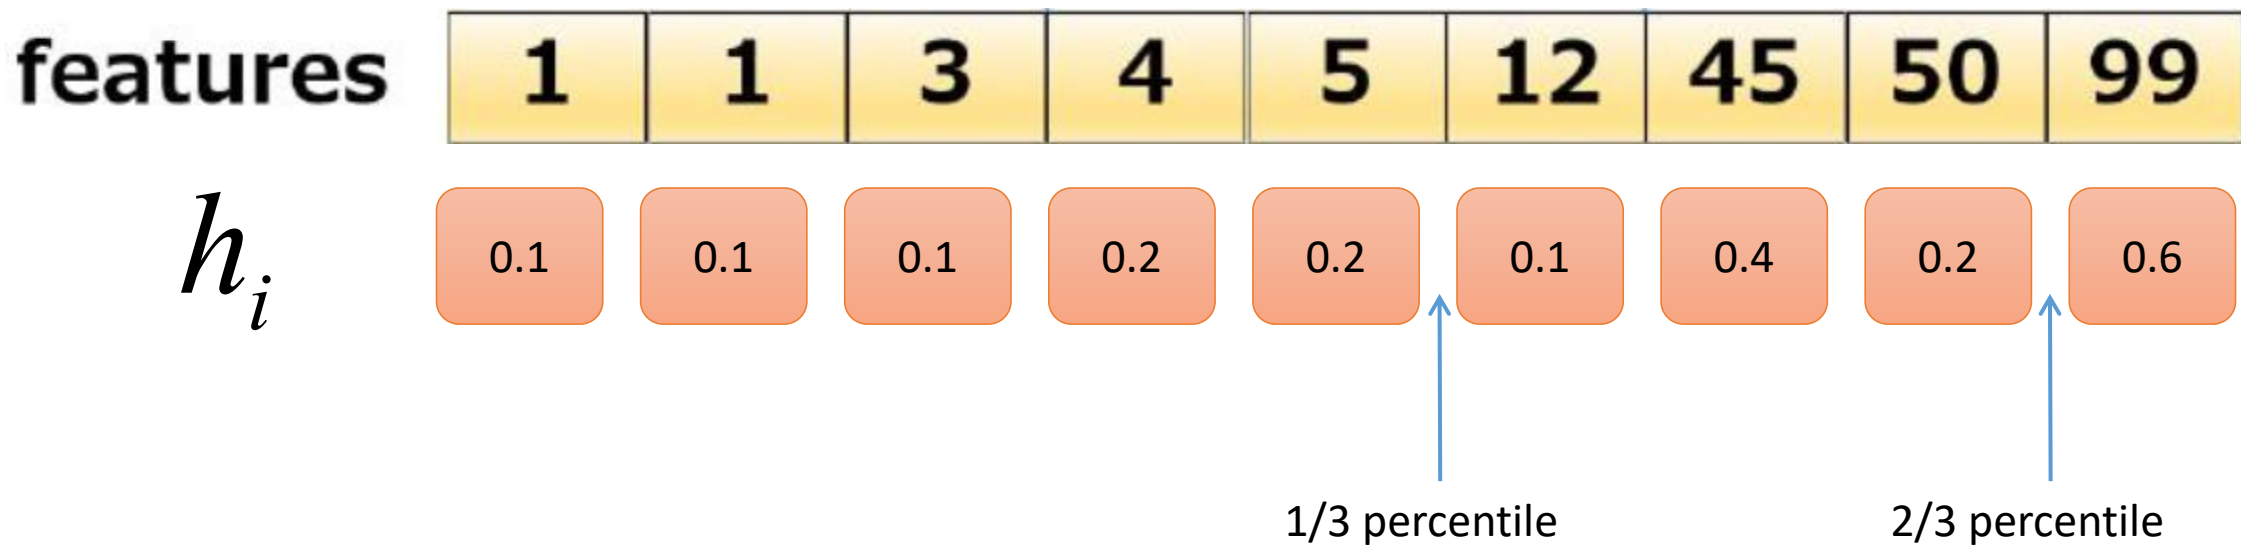 features 1 1 3 4 5 12 45 50 99
h_i 0.1 0.1 0.1 0.2 0.2 0.1 0.4 0.2 0.6
1/3 percentile 2/3 percentile